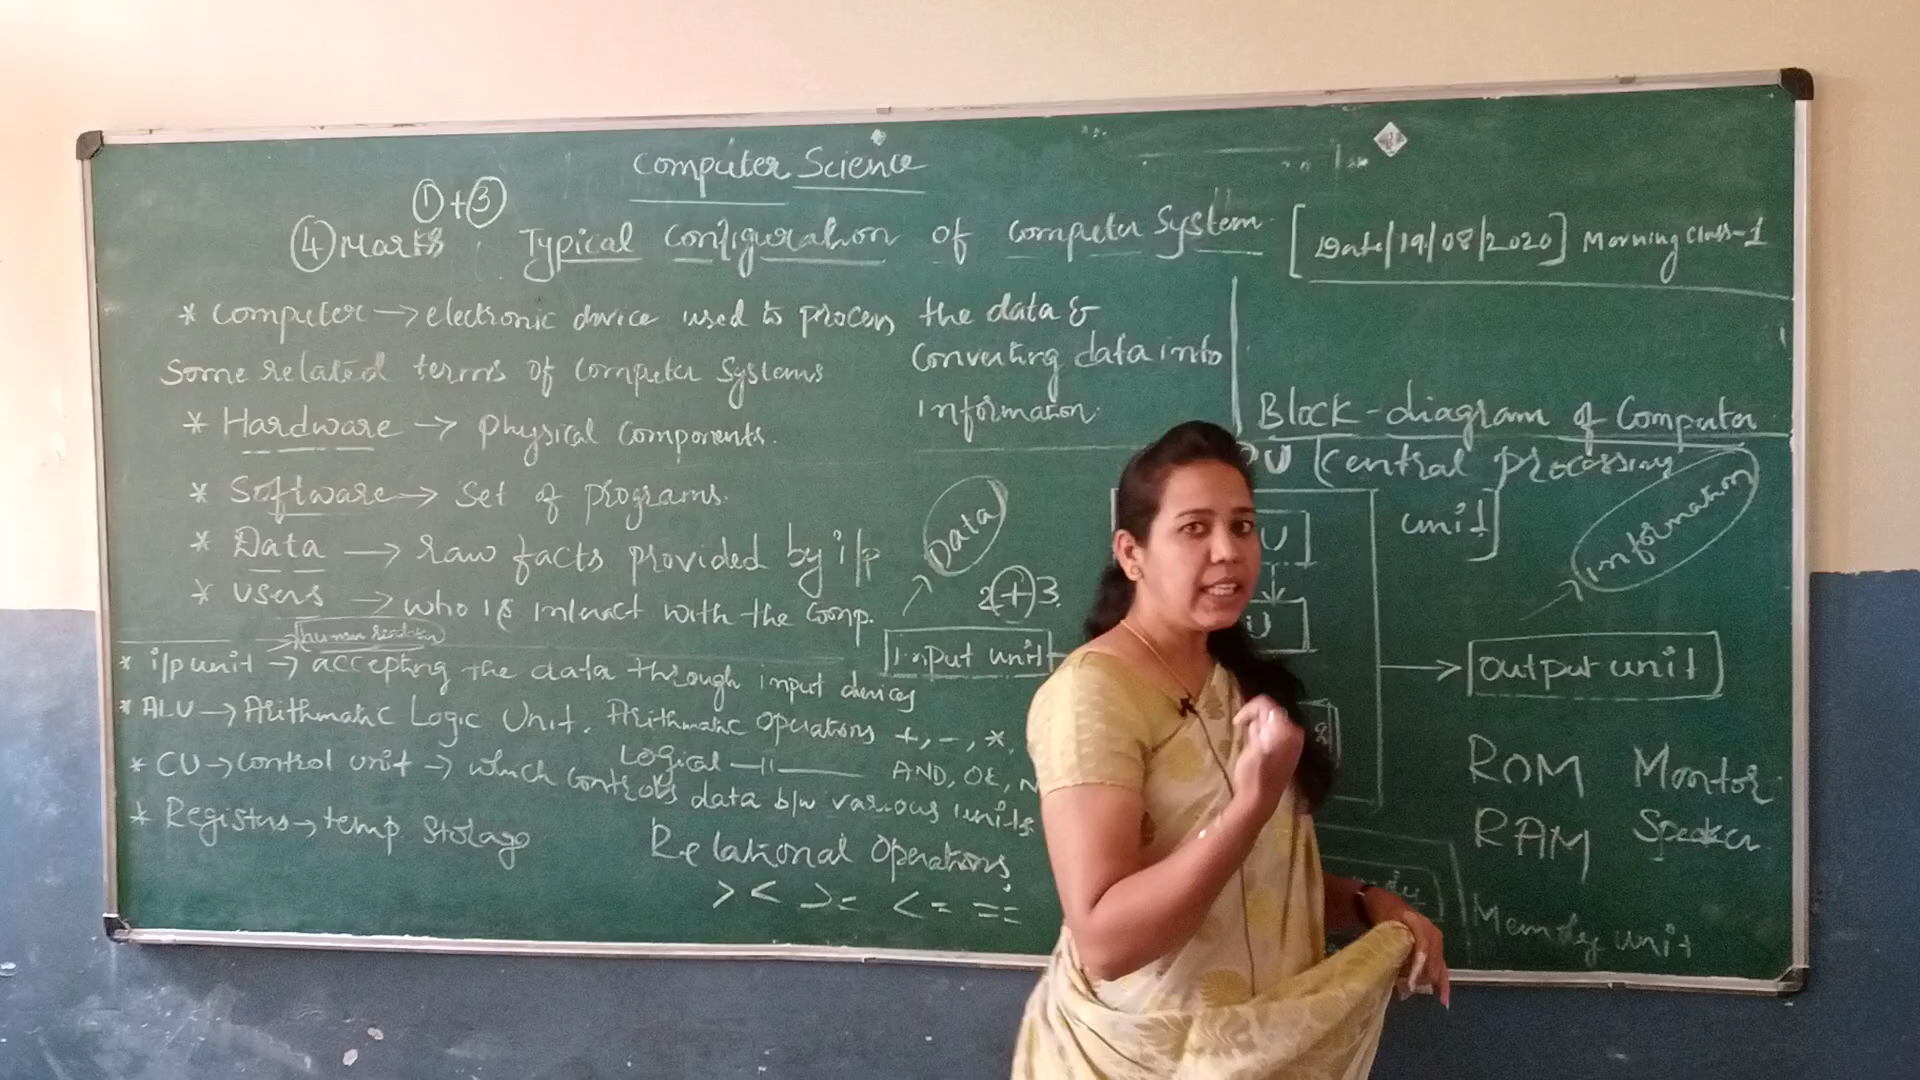 Computer Science
① + ③
④ Marks : Typical Configuration of Computer System [Date/19/08/2020] Morning Class-1
* Computer → electronic device used to process the data &
Converting data into
Information.
Some related terms of Computer Systems
* Hardware → physical components.
* Software → set of programs.
* Data → raw facts provided by i/p
* users → who is interact with the Comp.
* i/p unit → accepting the data through input devices
* ALU → Arithmatic Logic Unit. Arithmatic operations +, -, *,
Logical —11— AND, OR, N
* CU → Control unit → which controls data b/w various units
* Registers → temp. storage
Relational Operations,
> < >= <= ==
Block-diagram of Computer
PU [Central processing
unit]
Data
2 + 3.
input unit
U
U
information
output unit
ROM Montor
RAM Speaker
Memory unit